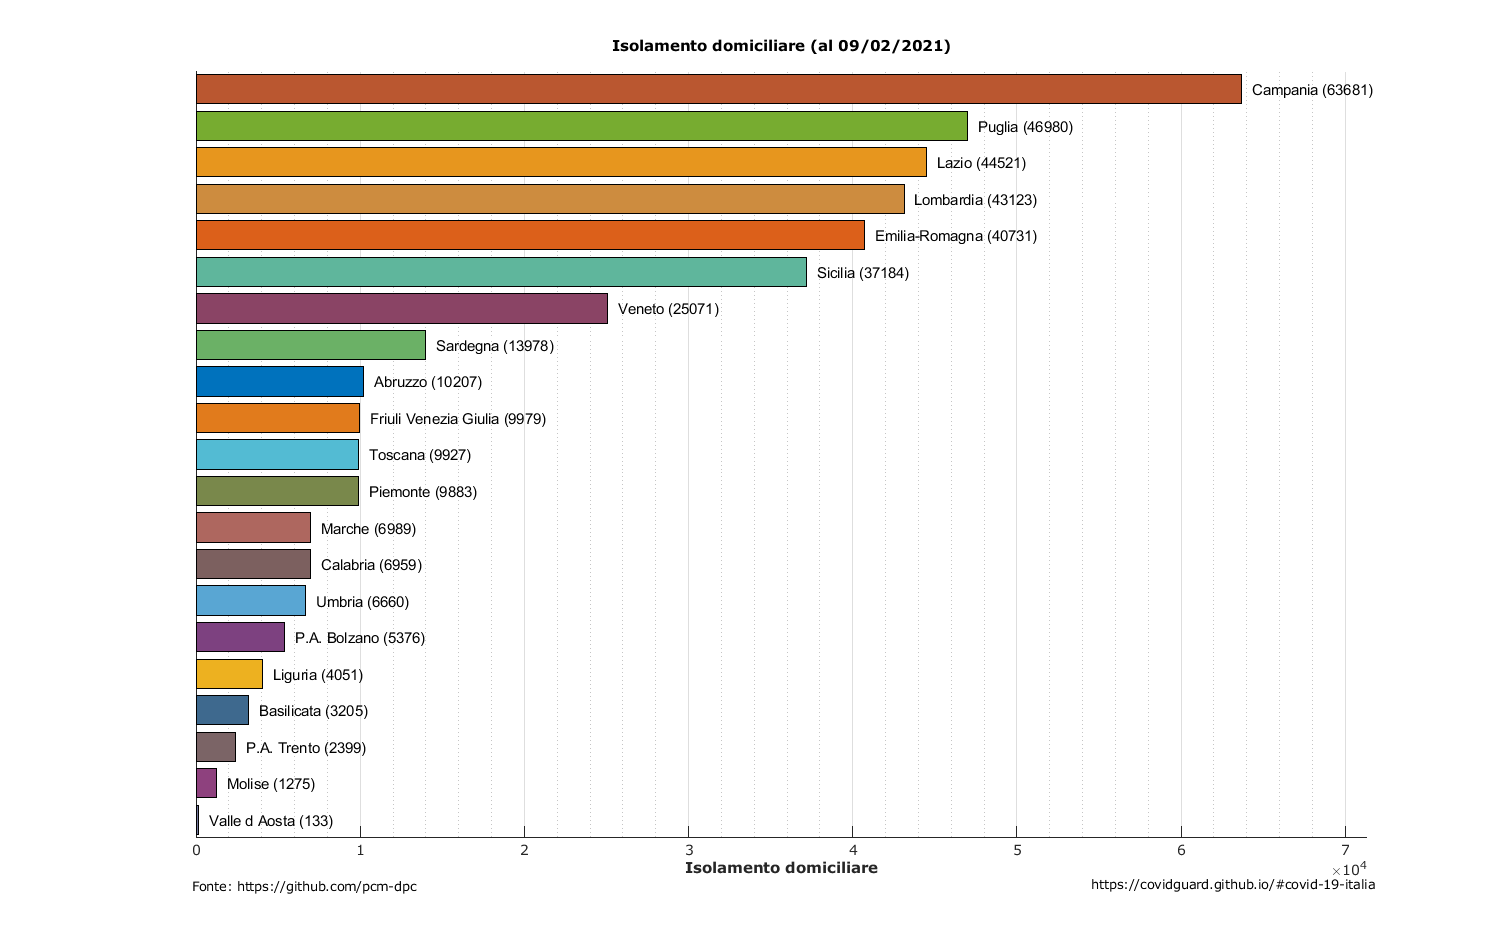 Isolamento domiciliare (al 09/02/2021)
Campania (63681)
Puglia (46980)
Lazio (44521)
Lombardia (43123)
Emilia-Romagna (40731)
Sicilia (37184)
Veneto (25071)
Sardegna (13978)
Abruzzo (10207)
Friuli Venezia Giulia (9979)
Toscana (9927)
Piemonte (9883)
Marche (6989)
Calabria (6959)
Umbria (6660)
P.A. Bolzano (5376)
Liguria (4051)
Basilicata (3205)
P.A. Trento (2399)
Molise (1275)
Valle d Aosta (133)
0 1 2 3 4 5 6 7
×10⁴
Isolamento domiciliare
Fonte: https://github.com/pcm-dpc
https://covidguard.github.io/#covid-19-italia